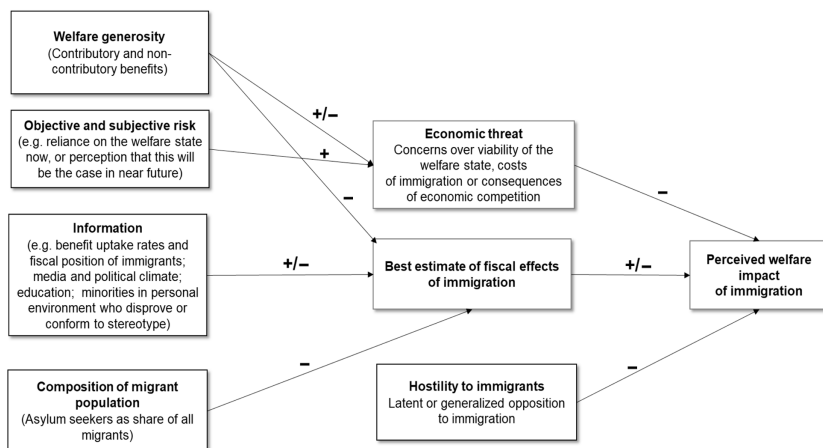 Welfare generosity
(Contributory and non-
contributory benefits)
Objective and subjective risk
(e.g. reliance on the welfare state
now, or perception that this will
be the case in near future)
Information
(e.g. benefit uptake rates and
fiscal position of immigrants;
media and political climate;
education; minorities in personal
environment who disprove or
conform to stereotype)
Composition of migrant
population
(Asylum seekers as share of all
migrants)
+/−
+
−
+/−
−
Economic threat
Concerns over viability of the
welfare state, costs
of immigration or consequences
of economic competition
Best estimate of fiscal effects
of immigration
Hostility to immigrants
Latent or generalized opposition
to immigration
−
+/−
−
Perceived welfare
impact
of immigration